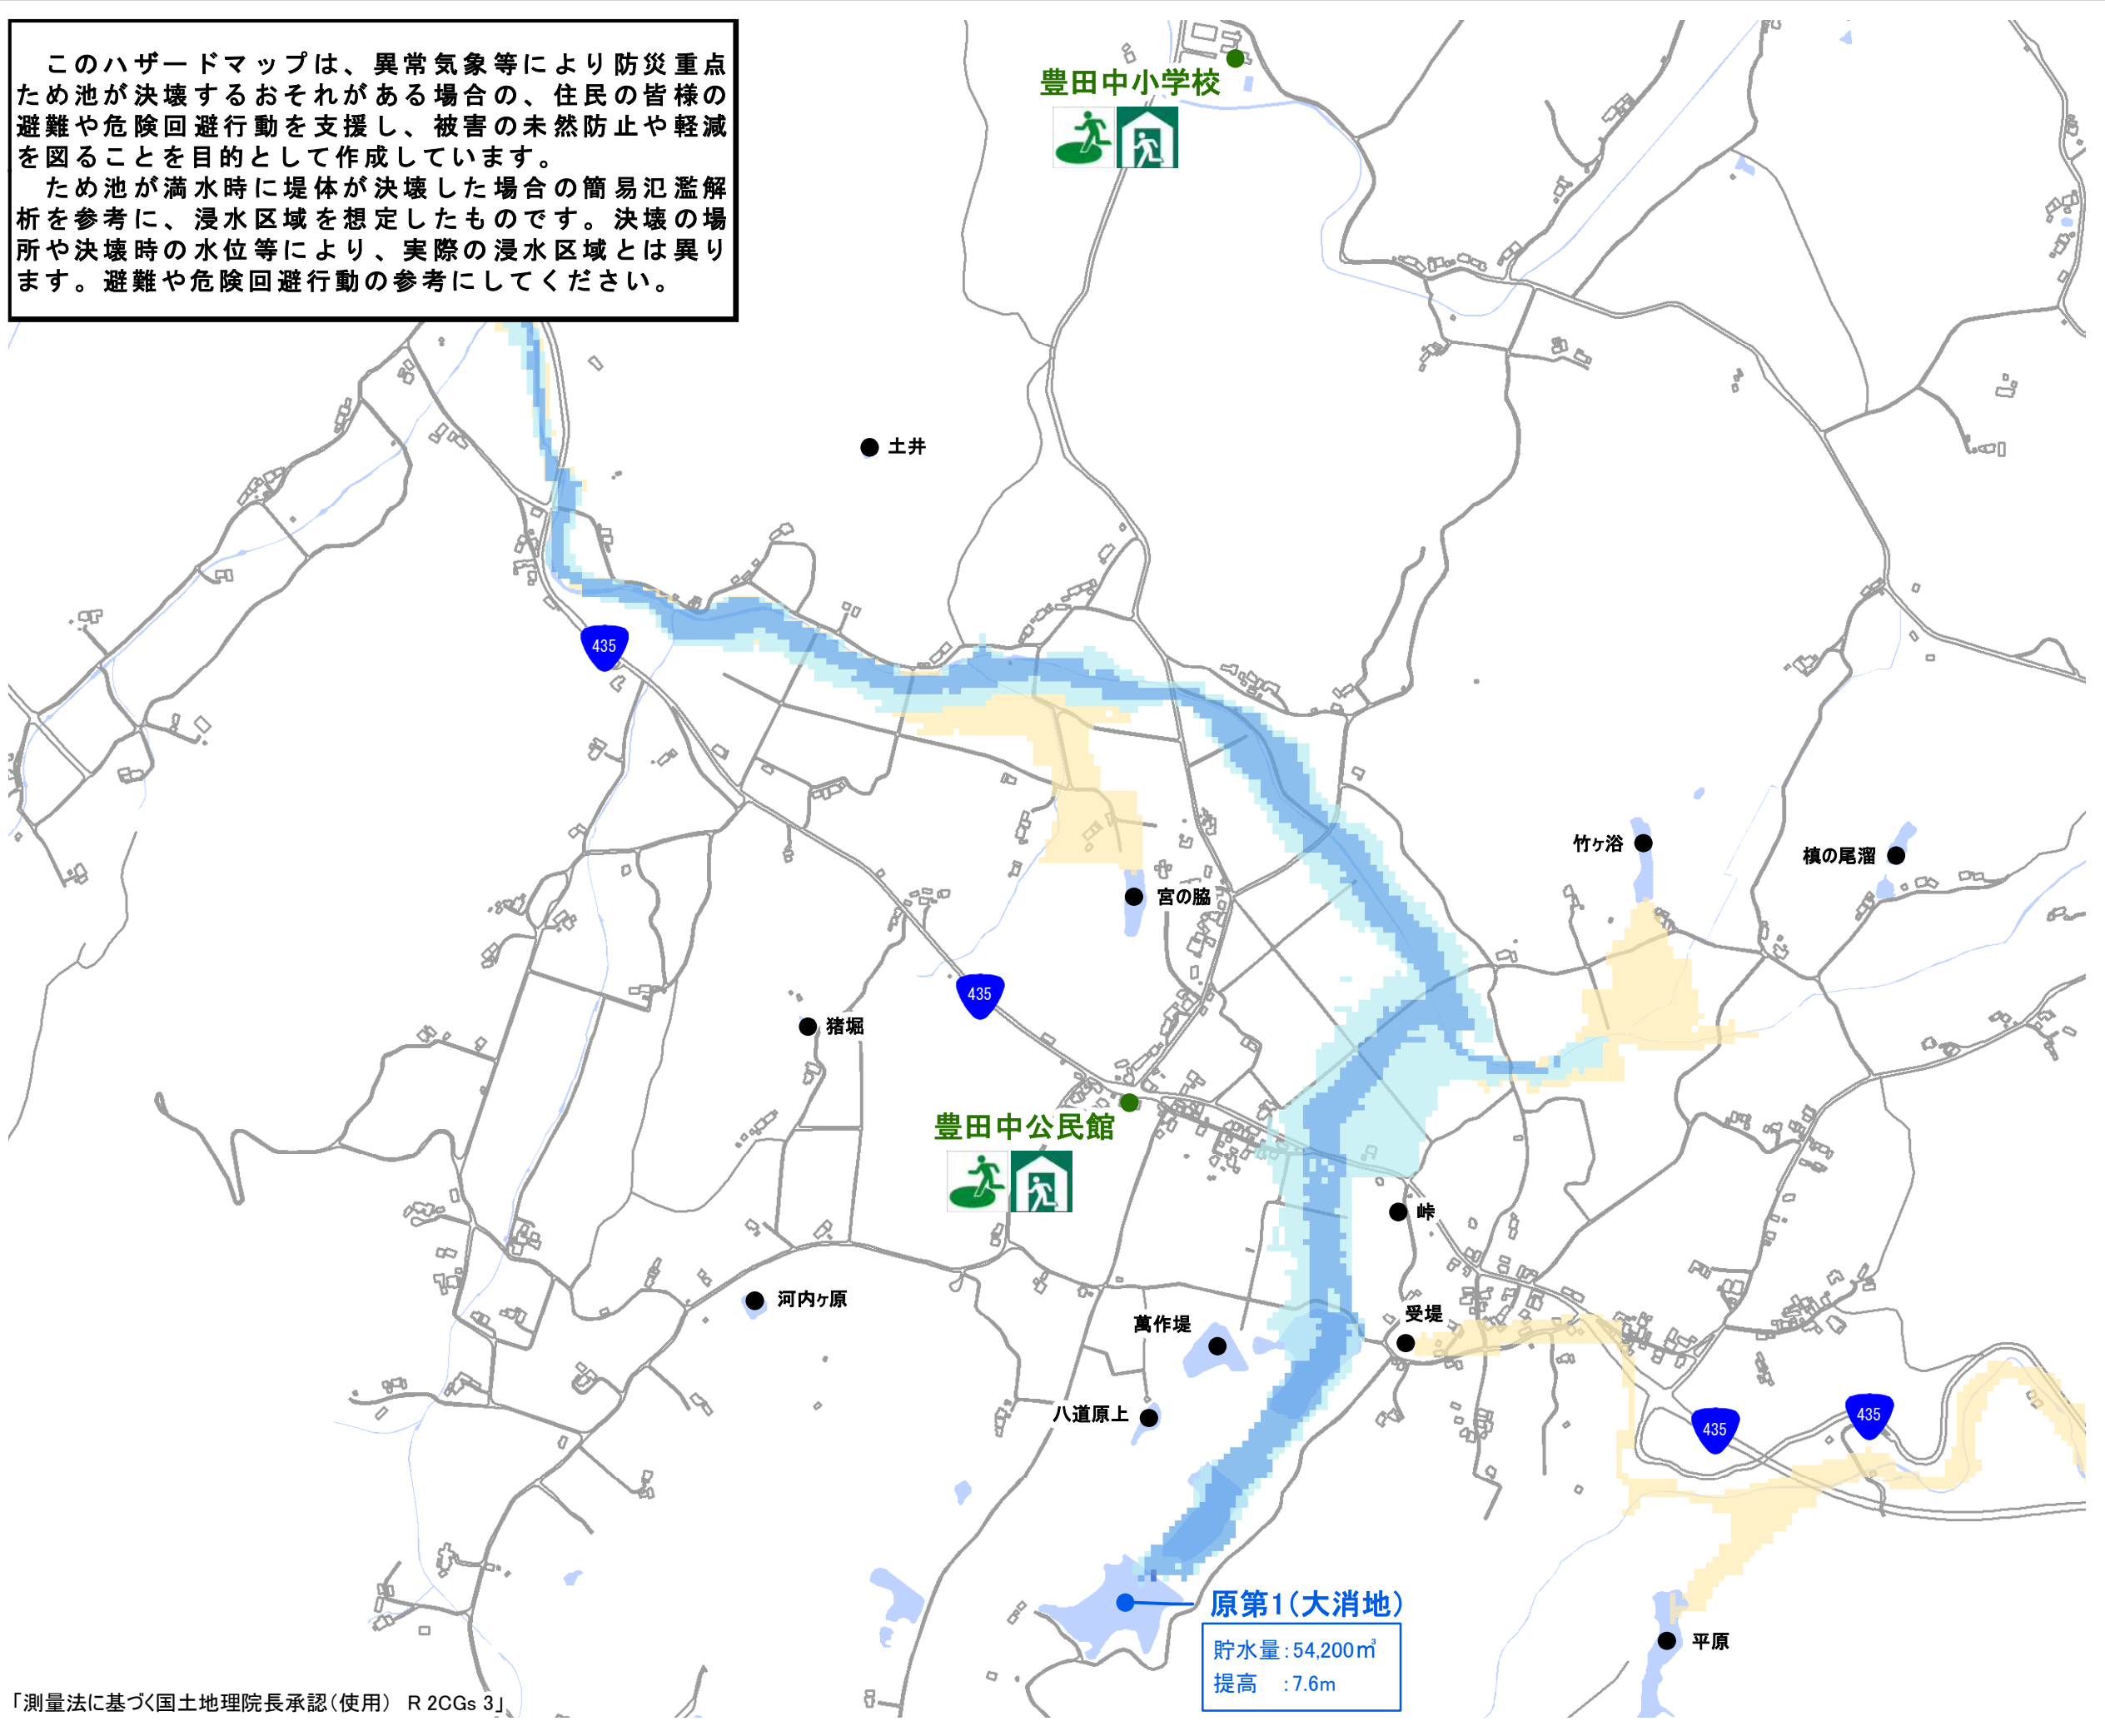 このハザードマップは、異常気象等により防災重点
ため池が決壊するおそれがある場合の、住民の皆様の
避難や危険回避行動を支援し、被害の未然防止や軽減
を図ることを目的として作成しています。
ため池が満水時に堤体が決壊した場合の簡易氾濫解
析を参考に、浸水区域を想定したものです。決壊の場
所や決壊時の水位等により、実際の浸水区域とは異り
ます。避難や危険回避行動の参考にしてください。
豊田中小学校
土井
435
竹ヶ浴
槙の尾溜
宮の脇
435
猪堀
豊田中公民館
峠
河内ヶ原
萬作堤
受堤
八道原上
435
435
原第1(大消地)
貯水量:54,200㎥
提高 :7.6m
平原
「測量法に基づく国土地理院長承認(使用) R 2CGs 3」